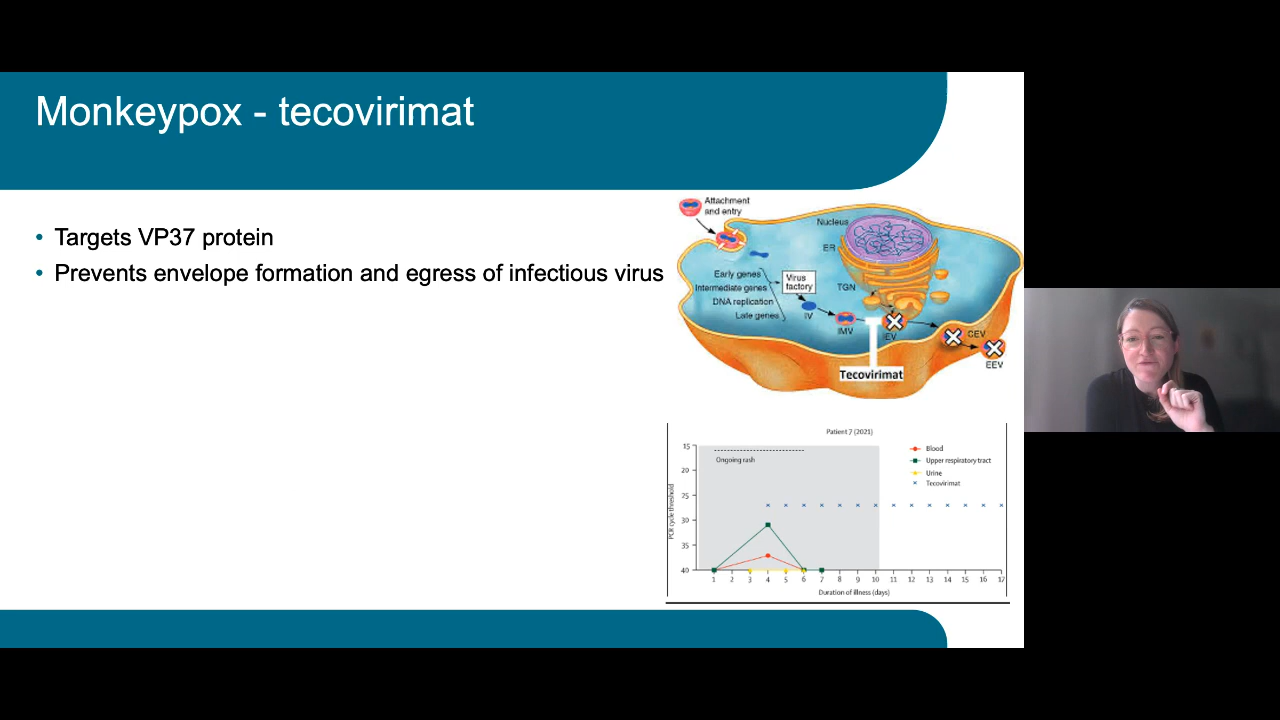 Monkeypox - tecovirimat
• Targets VP37 protein
• Prevents envelope formation and egress of infectious virus
Attachment
and entry
Nucleus
ER
Early genes
Intermediate genes
DNA replication
Late genes
Virus
factory
TGN
IV
IMV
IEV
CEV
EEV
Tecovirimat
Patient 7 (2021)
Blood
Upper respiratory tract
Urine
Tecovirimat
Ongoing rash
PCR cycle threshold
15
20
25
30
35
40
1 2 3 4 5 6 7 8 9 10 11 12 13 14 15 16 17
Duration of illness (days)